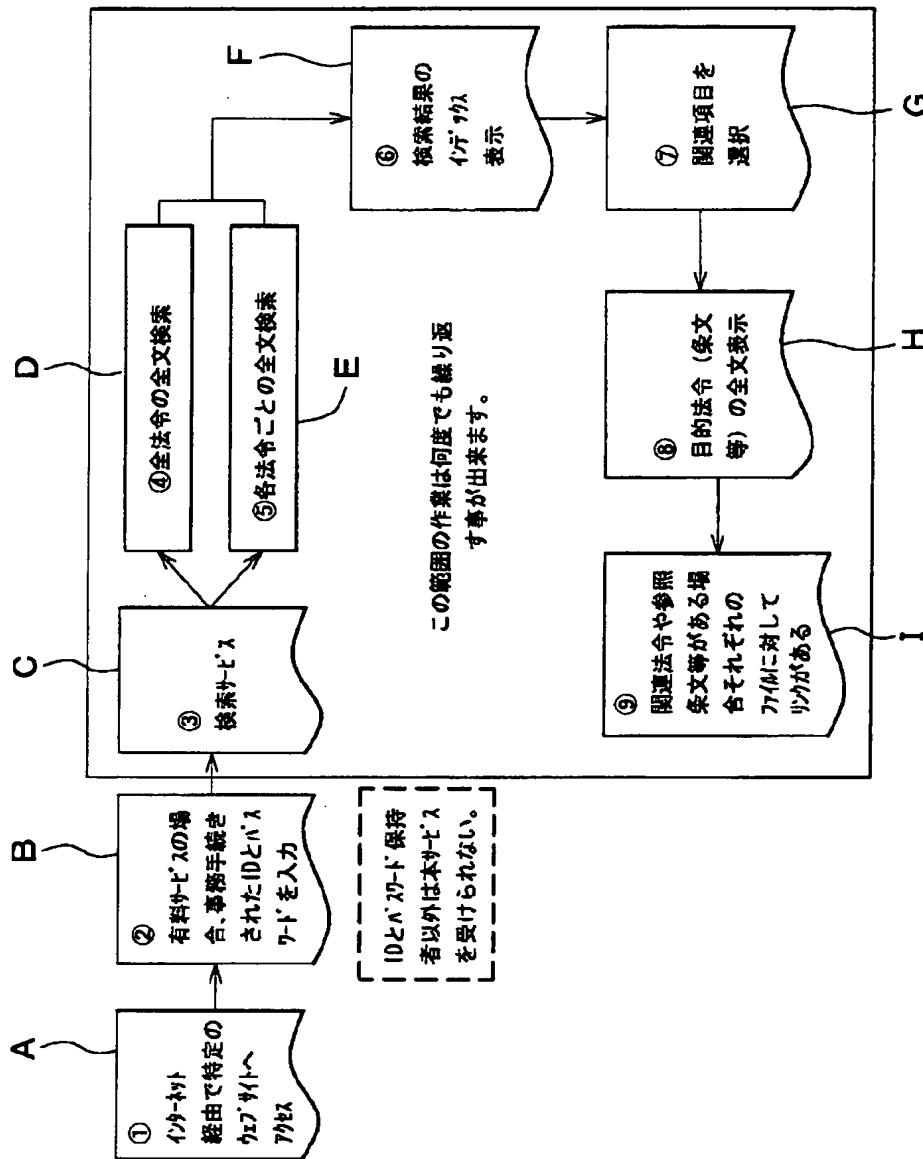 A
①
インターネット
経由で特定の
ウェブサイトへ
アクセス
B
②
有料サービスの場
合、事務手続き
されたIDとパス
ワードを入力
IDとパスワード保持
者以外は本サービス
を受けられない。
C
③
検索サービス
D
④全法令の全文検索
⑤各法令ごとの全文検索
E
この範囲の作業は何度でも繰り返
す事が出来ます。
F
⑥
検索結果の
インデックス
表示
⑦
関連項目を
選択
G
⑧
目的法令（条文
等）の全文表示
H
⑨
関連法令や参照
条文等がある場
合それぞれの
ファイルに対して
リンクがある
I